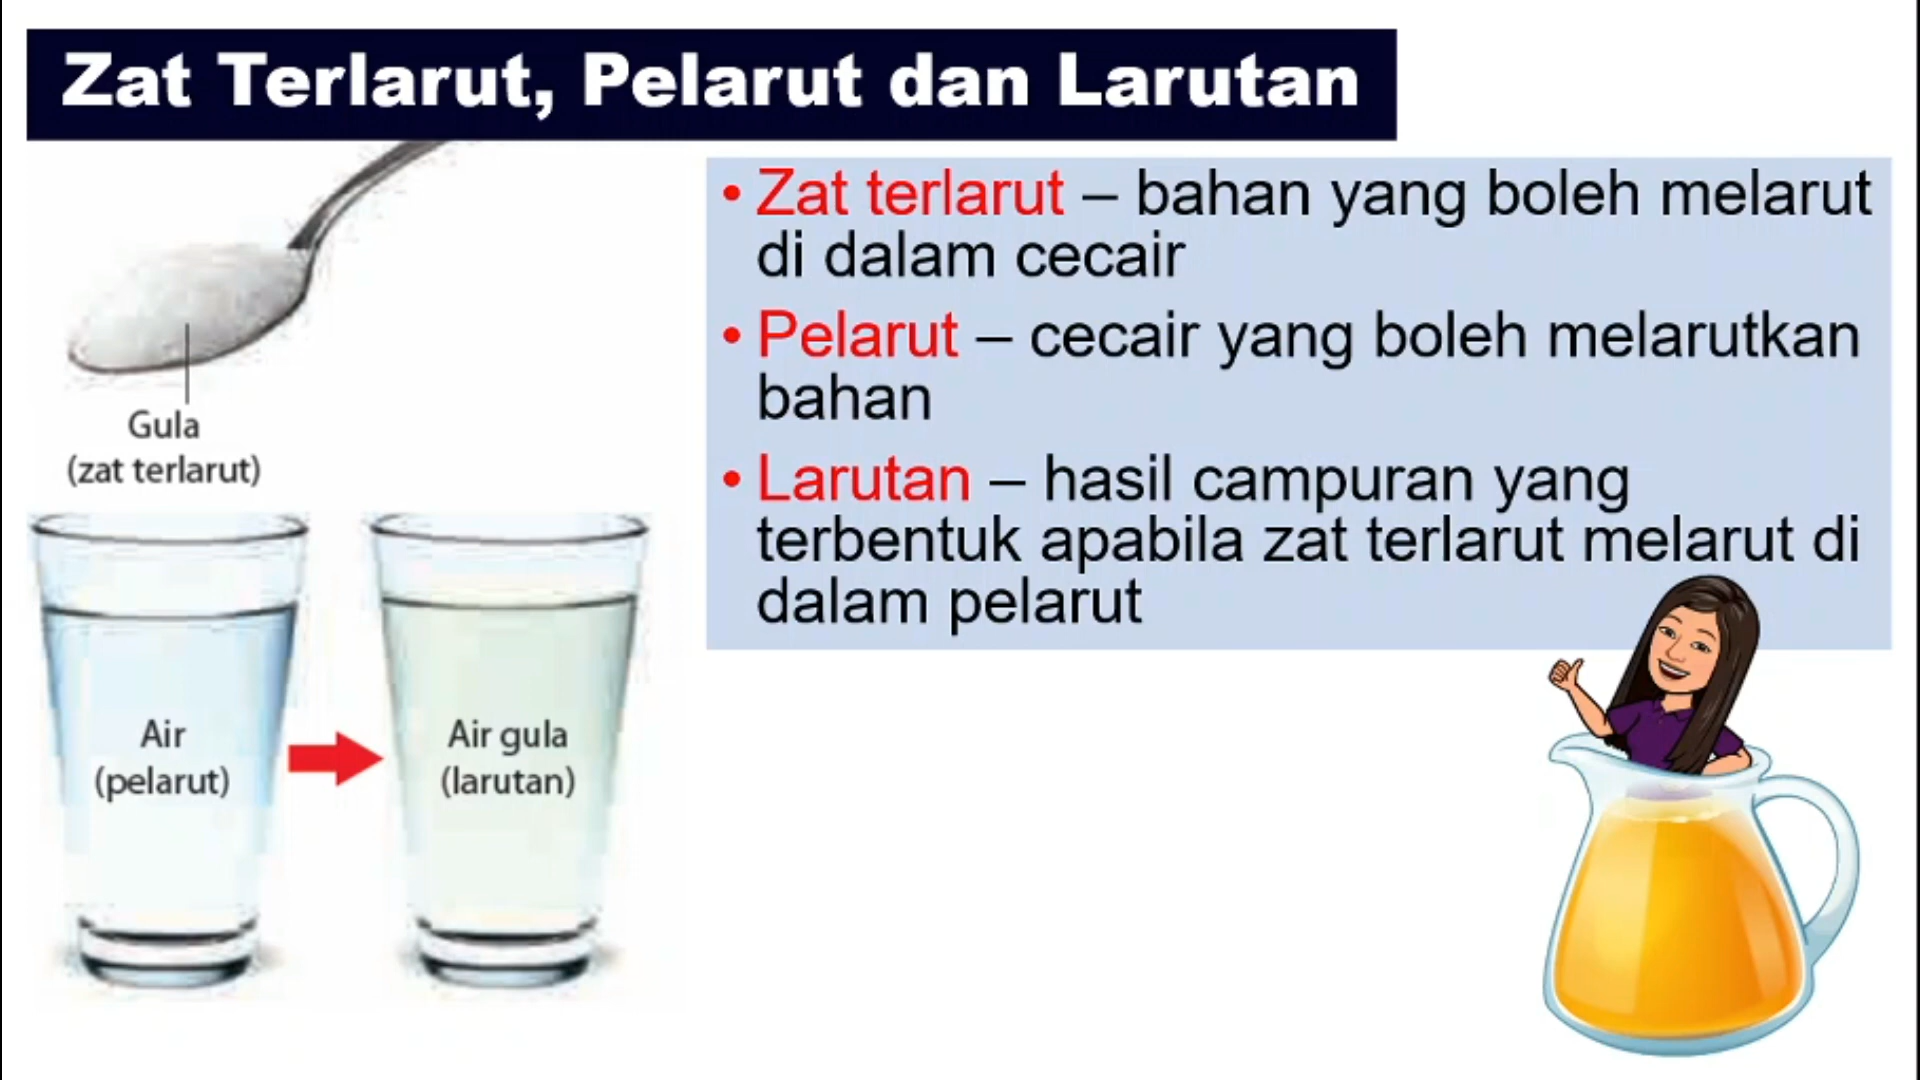 Zat Terlarut, Pelarut dan Larutan
• Zat terlarut – bahan yang boleh melarut
di dalam cecair
• Pelarut – cecair yang boleh melarutkan
bahan
• Larutan – hasil campuran yang
terbentuk apabila zat terlarut melarut di
dalam pelarut
Gula
(zat terlarut)
Air
(pelarut)
Air gula
(larutan)